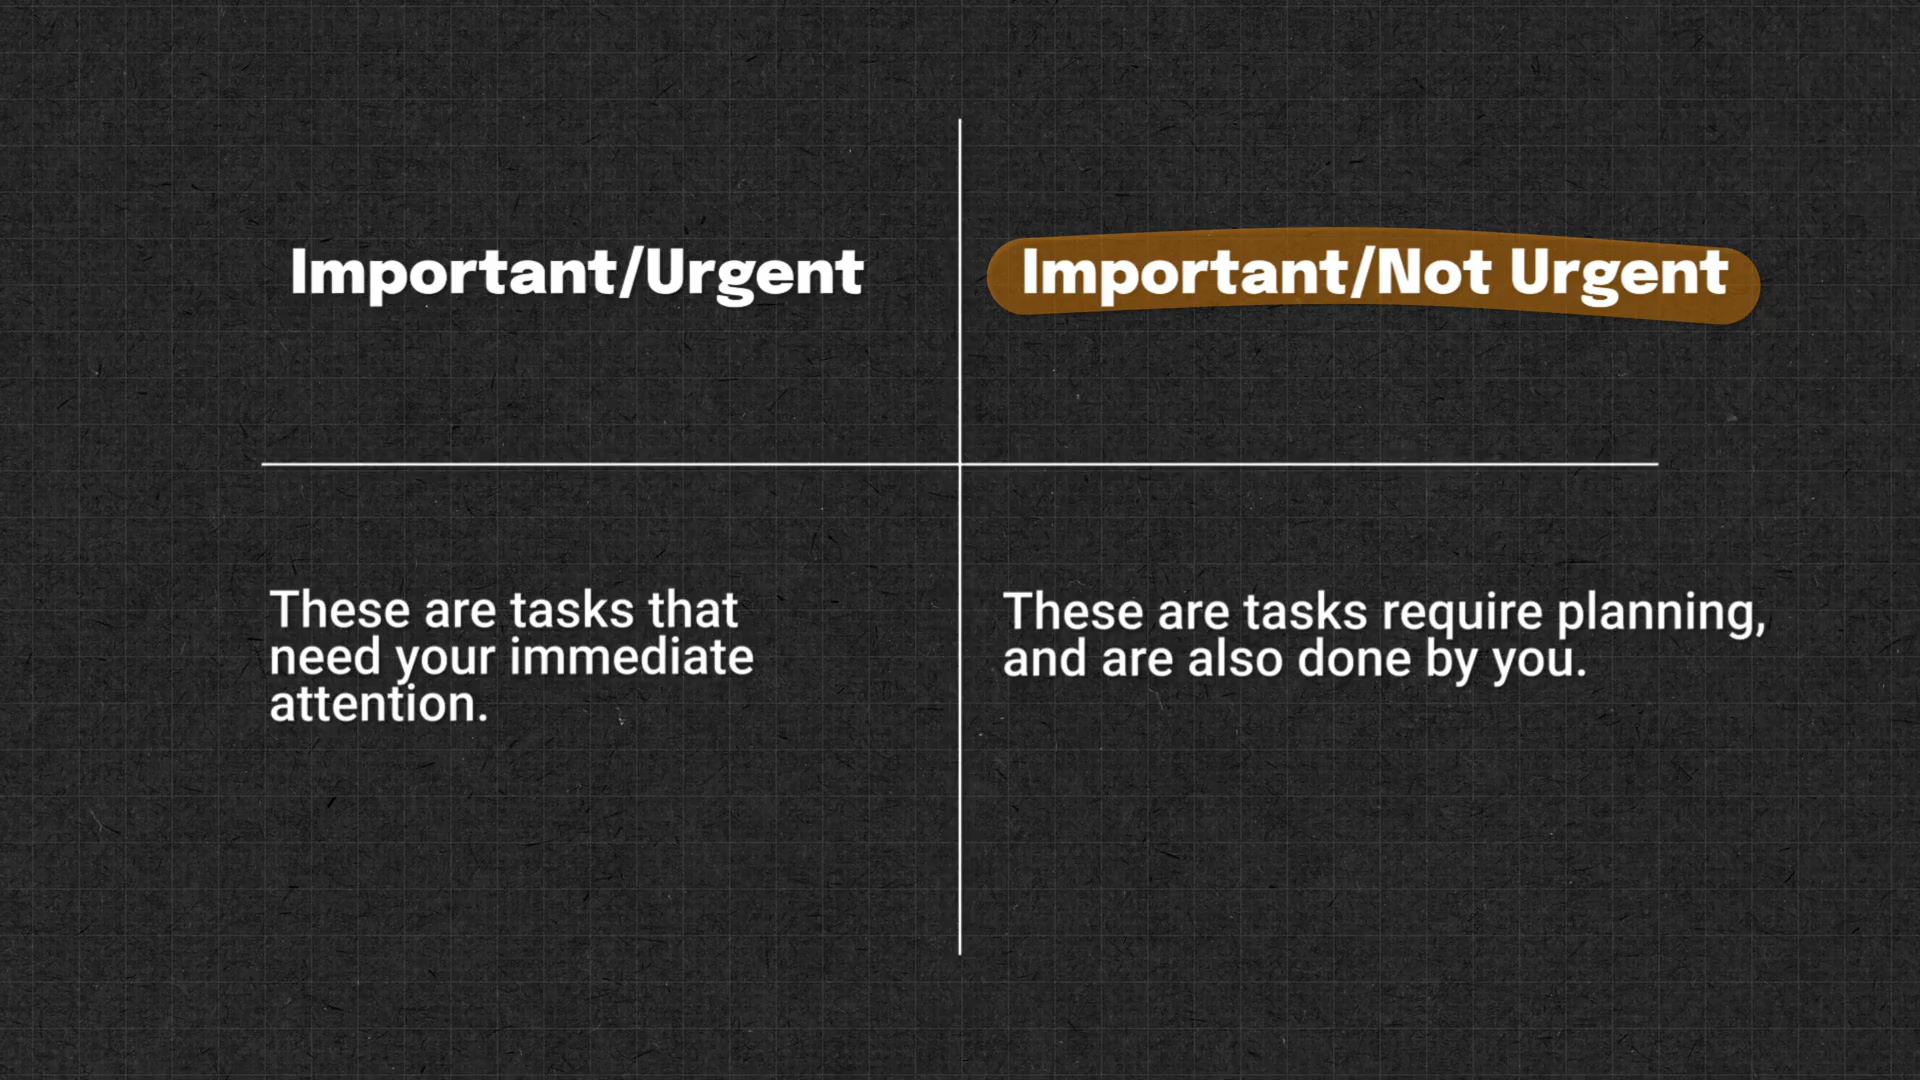 Important/Urgent
Important/Not Urgent
These are tasks that
need your immediate
attention.
These are tasks require planning,
and are also done by you.